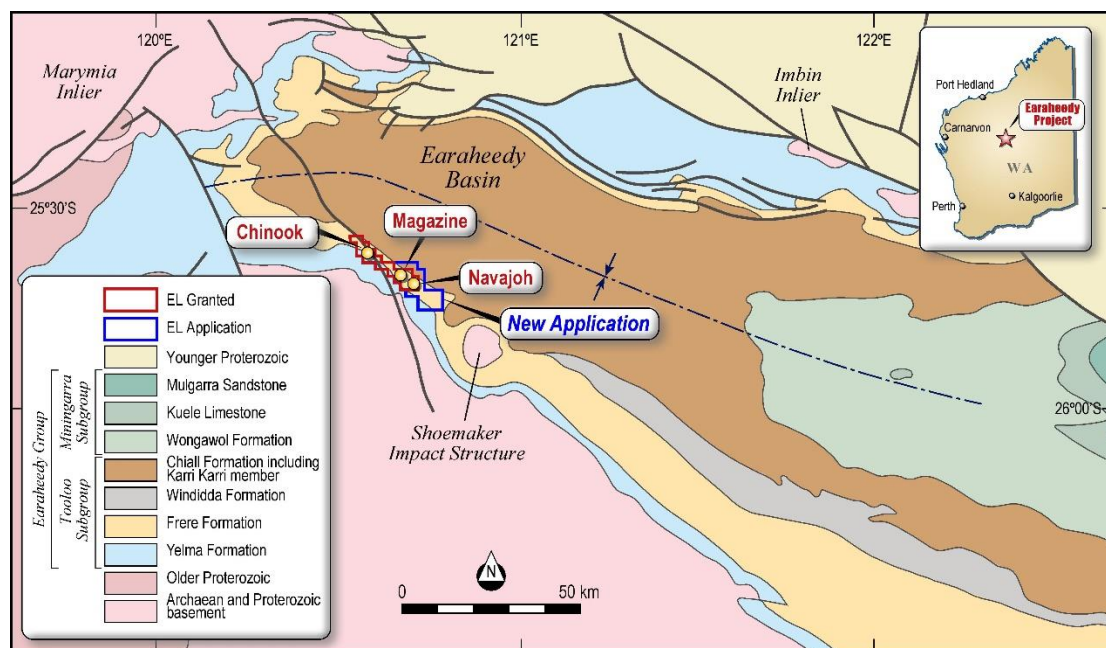 120ºE
121ºE
122ºE
Marymia
Inlier
Imbin
Inlier
Earaheedy
Basin
25º30'S
26º00'S
Chinook
Magazine
Navajoh
New Application
Shoemaker
Impact Structure
Port Hedland
Earaheedy
Project
Carnarvon
WA
Kalgoorlie
Perth
EL Granted
EL Application
Younger Proterozoic
Earaheedy Group
Miningarra
Subgroup
Mulgarra Sandstone
Kuele Limestone
Wongawol Formation
Tooloo
Subgroup
Chiall Formation including
Karri Karri member
Windidda Formation
Frere Formation
Yelma Formation
Older Proterozoic
Archaean and Proterozoic
basement
N
0
50 km